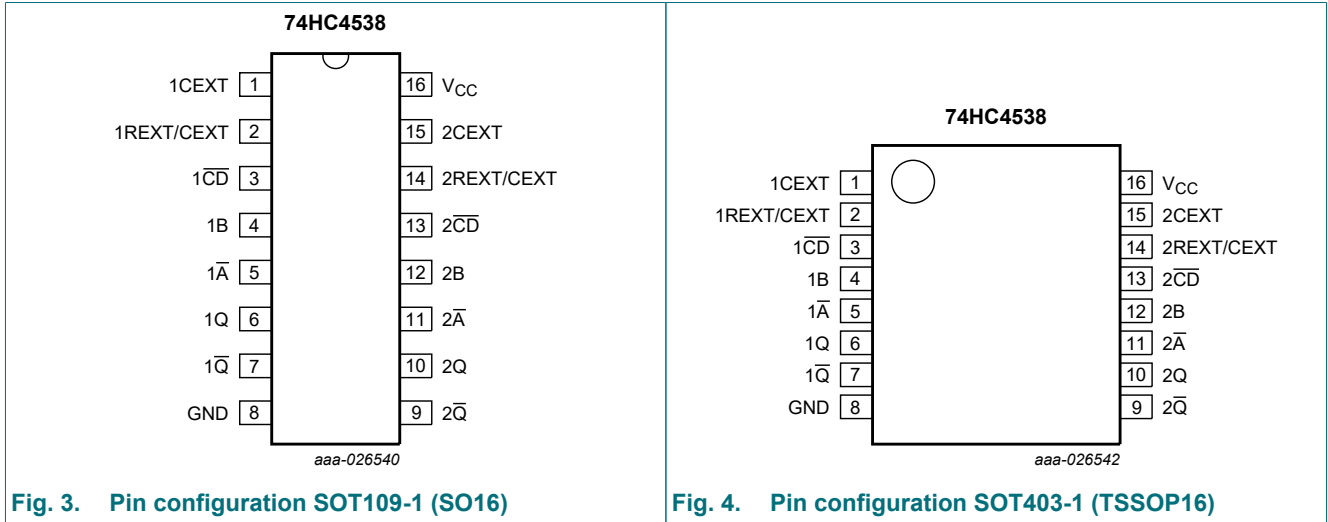 74HC4538
1CEXT 1 16 VCC
1REXT/CEXT 2 15 2CEXT
1C̅D̅ 3 14 2REXT/CEXT
1B 4 13 2C̅D̅
1A̅ 5 12 2B
1Q 6 11 2A̅
1Q̅ 7 10 2Q
GND 8 9 2Q̅
aaa-026540
Fig. 3. Pin configuration SOT109-1 (SO16)
74HC4538
1CEXT 1 16 VCC
1REXT/CEXT 2 15 2CEXT
1C̅D̅ 3 14 2REXT/CEXT
1B 4 13 2C̅D̅
1A̅ 5 12 2B
1Q 6 11 2A̅
1Q̅ 7 10 2Q
GND 8 9 2Q̅
aaa-026542
Fig. 4. Pin configuration SOT403-1 (TSSOP16)